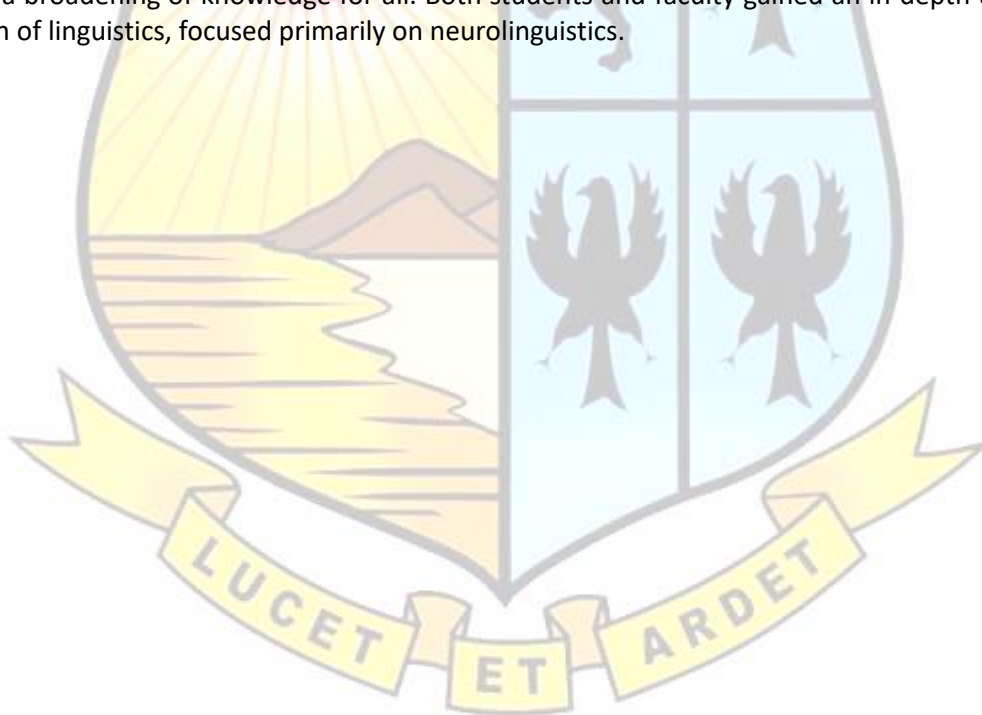 a broadening of knowledge for all. Both students and faculty gained an in-depth
of linguistics, focused primarily on neurolinguistics.
LUCET ET ARDET